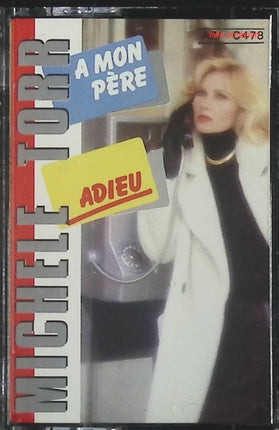 MICHELE TORR
A MON
PÈRE
ADIEU
C478